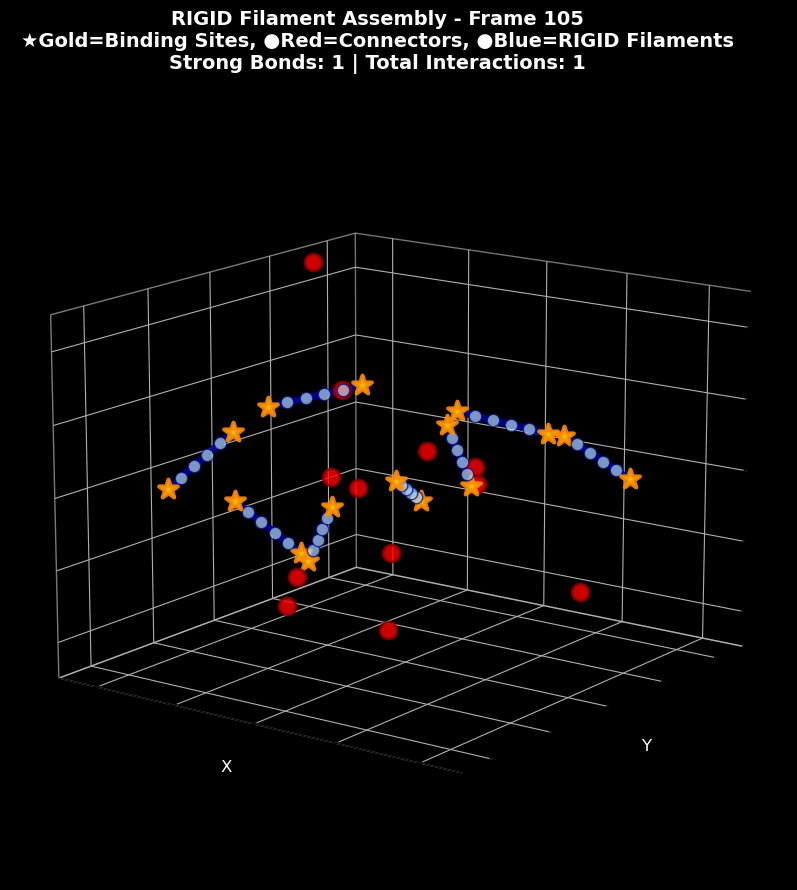 RIGID Filament Assembly - Frame 105
★Gold=Binding Sites, ●Red=Connectors, ●Blue=RIGID Filaments
Strong Bonds: 1 | Total Interactions: 1
Y
X